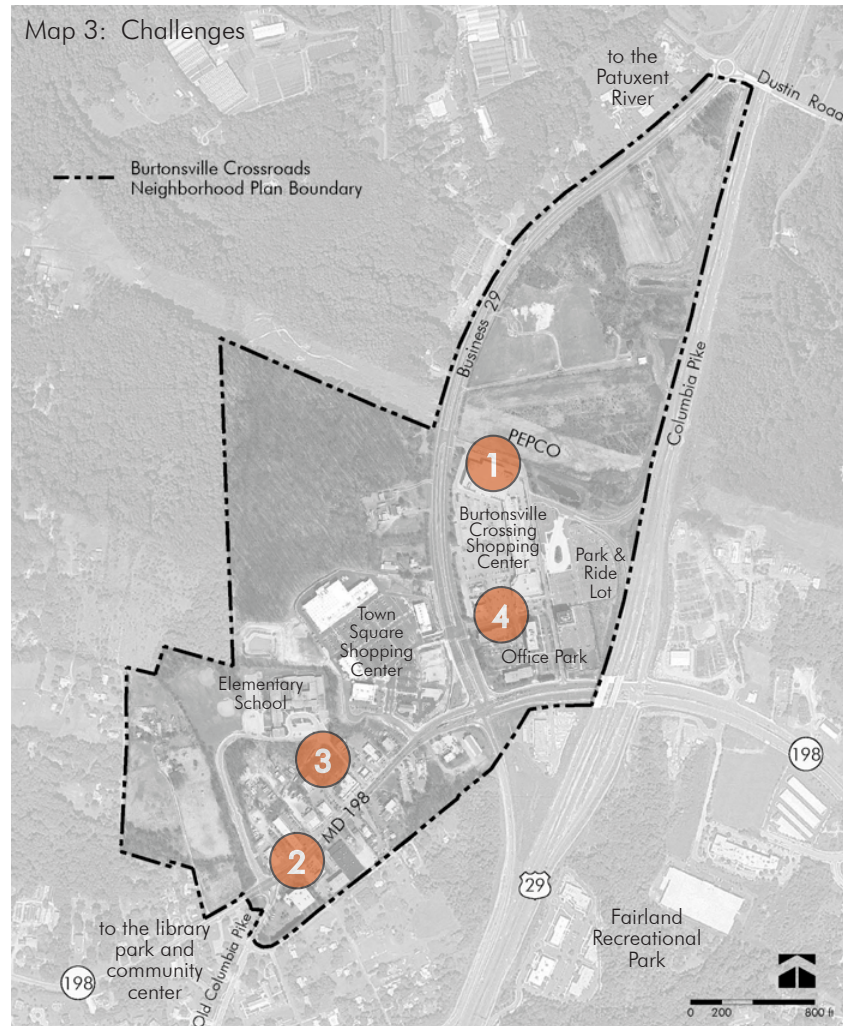 Map 3: Challenges
to the
Patuxent
River
Dustin Road
Burtonsville Crossroads
Neighborhood Plan Boundary
Business 29
Columbia Pike
PEPCO
1
Burtonsville
Crossing
Shopping
Center
Park &
Ride
Lot
4
Office Park
Town
Square
Shopping
Center
Elementary
School
3
198
MD 198
2
29
Fairland
Recreational
Park
to the library
park and
community
center
Old Columbia Pike
198
0 200 800 ft